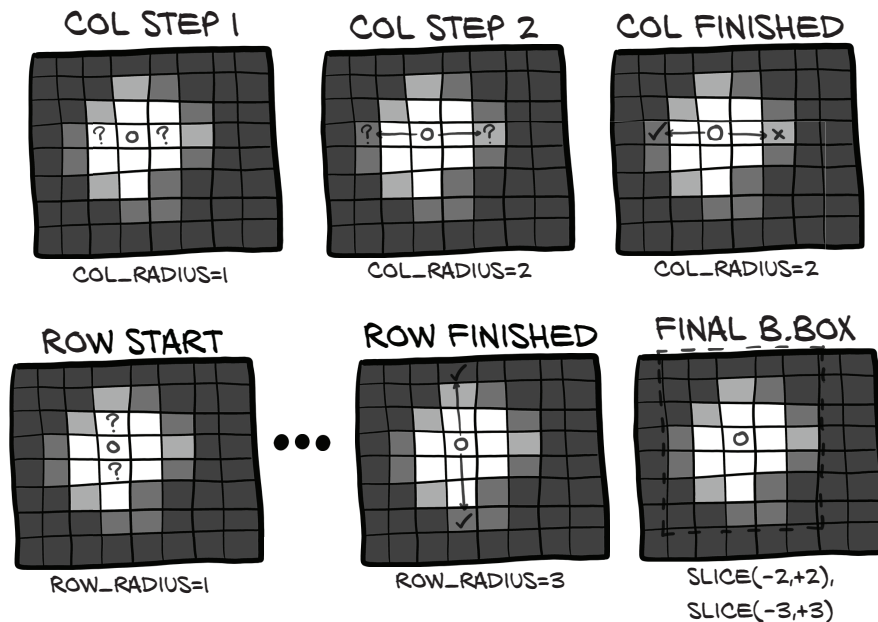 COL STEP 1
COL STEP 2
COL FINISHED
? O ?
? O ?
✓ O ×
COL_RADIUS=1
COL_RADIUS=2
COL_RADIUS=2
ROW START
ROW FINISHED
FINAL B.BOX
?
O
?
✓
O
✓
O
ROW_RADIUS=1
ROW_RADIUS=3
SLICE(-2,+2),
SLICE(-3,+3)